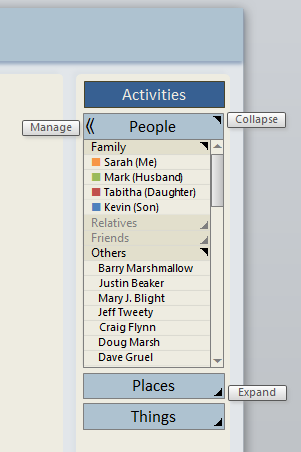 Activities
People
Manage
Collapse
Family
Sarah (Me)
Mark (Husband)
Tabitha (Daughter)
Kevin (Son)
Relatives
Friends
Others
Barry Marshmallow
Justin Beaker
Mary J. Blight
Jeff Tweety
Craig Flynn
Doug Marsh
Dave Gruel
Places
Expand
Things